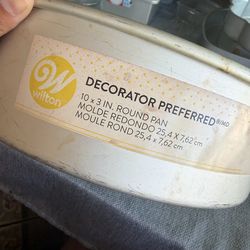 W
wilton
DECORATOR PREFERRED®/MD
10 x 3 IN. ROUND PAN
MOLDE REDONDO 25,4 X 7,62 cm
MOULE ROND 25,4 x 7,62 cm